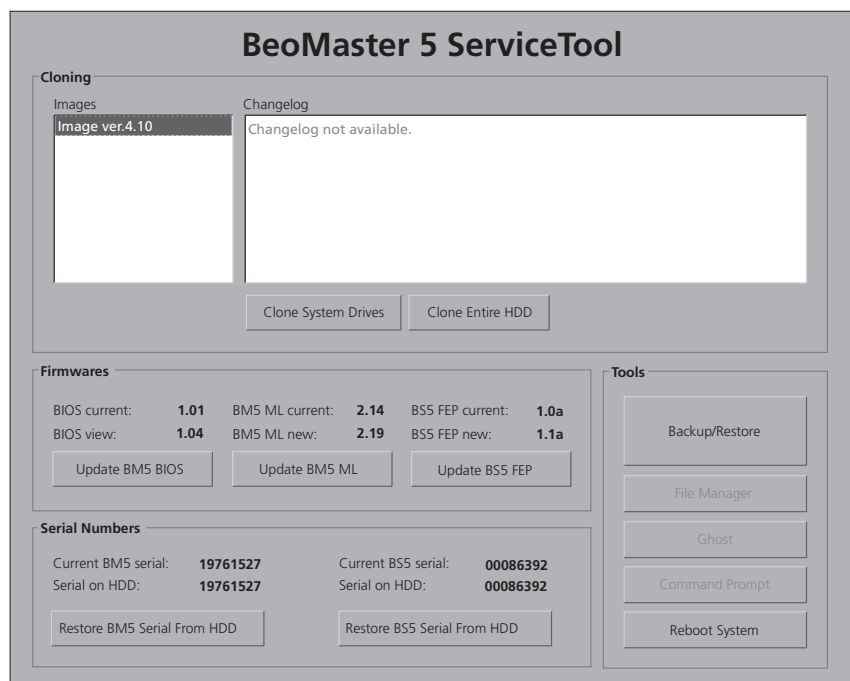 BeoMaster 5 ServiceTool
Cloning
Images
Changelog
Image ver.4.10
Changelog not available.
Clone System Drives
Clone Entire HDD
Firmwares
BIOS current: 1.01 BM5 ML current: 2.14 BS5 FEP current: 1.0a
BIOS view: 1.04 BM5 ML new: 2.19 BS5 FEP new: 1.1a
Update BM5 BIOS
Update BM5 ML
Update BS5 FEP
Serial Numbers
Current BM5 serial: 19761527 Current BS5 serial: 00086392
Serial on HDD: 19761527 Serial on HDD: 00086392
Restore BM5 Serial From HDD
Restore BS5 Serial From HDD
Tools
Backup/Restore
File Manager
Ghost
Command Prompt
Reboot System